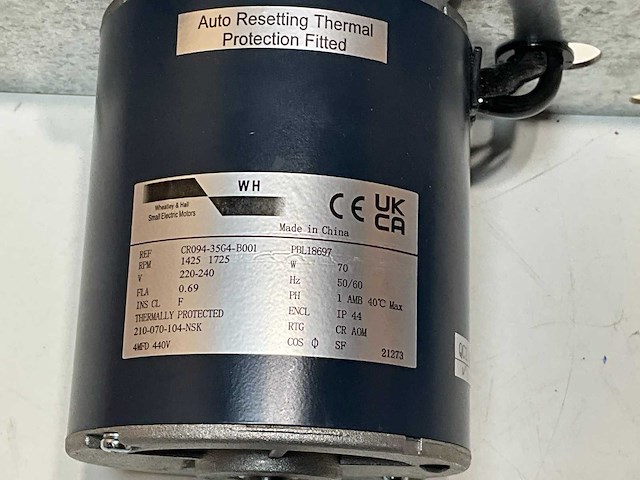 Auto Resetting Thermal
Protection Fitted
WH
Wheatley & Hall
Small Electric Motors
CE UK
CA
Made in China
REF CR094-35G4-B001 PBL18697
RPM 1425 1725 W 70
V 220-240 Hz 50/60
FLA 0.69 PH 1 AMB 40℃ Max
INS CL F ENCL IP 44
THERMALLY PROTECTED RTG CR AOM
210-070-104-NSK COS Φ SF
4MFD 440V 21273